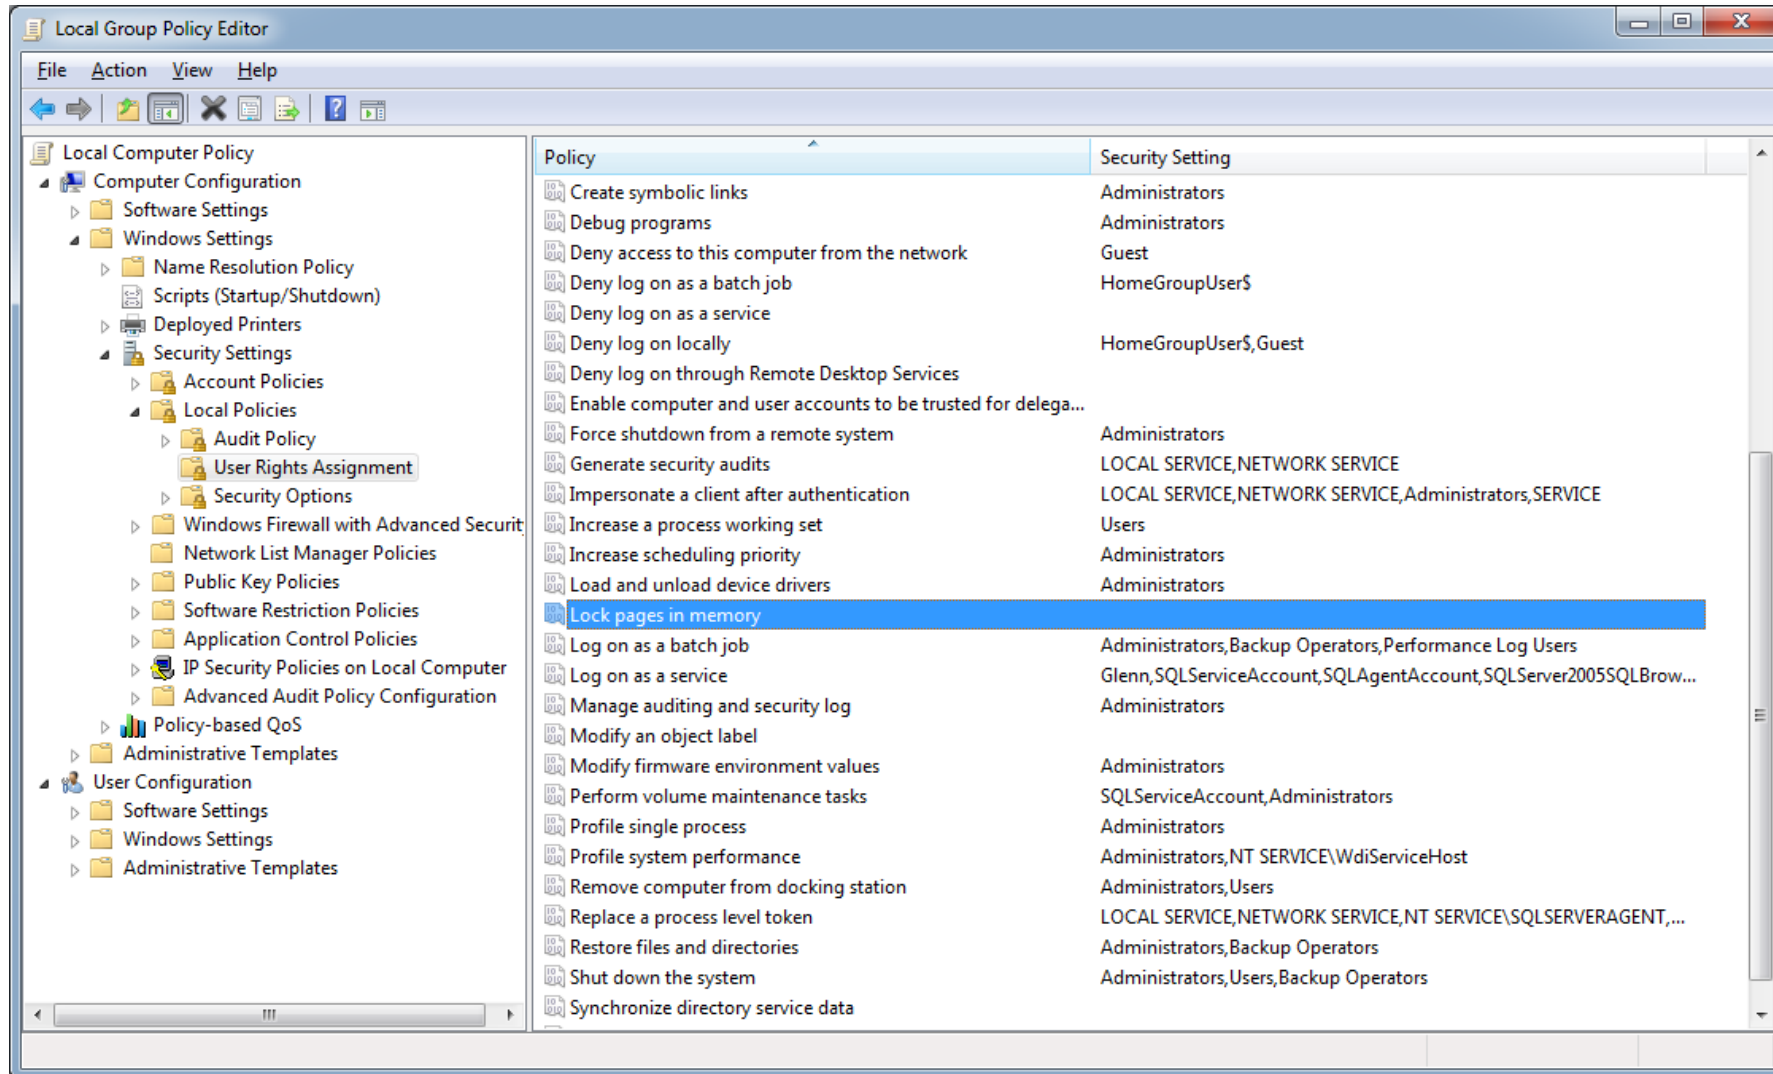 Local Group Policy Editor
File Action View Help
Local Computer Policy
Computer Configuration
Software Settings
Windows Settings
Name Resolution Policy
Scripts (Startup/Shutdown)
Deployed Printers
Security Settings
Account Policies
Local Policies
Audit Policy
User Rights Assignment
Security Options
Windows Firewall with Advanced Securit
Network List Manager Policies
Public Key Policies
Software Restriction Policies
Application Control Policies
IP Security Policies on Local Computer
Advanced Audit Policy Configuration
Policy-based QoS
Administrative Templates
User Configuration
Software Settings
Windows Settings
Administrative Templates
Policy Security Setting
Create symbolic links Administrators
Debug programs Administrators
Deny access to this computer from the network Guest
Deny log on as a batch job HomeGroupUser$
Deny log on as a service
Deny log on locally HomeGroupUser$,Guest
Deny log on through Remote Desktop Services
Enable computer and user accounts to be trusted for delega...
Force shutdown from a remote system Administrators
Generate security audits LOCAL SERVICE,NETWORK SERVICE
Impersonate a client after authentication LOCAL SERVICE,NETWORK SERVICE,Administrators,SERVICE
Increase a process working set Users
Increase scheduling priority Administrators
Load and unload device drivers Administrators
Lock pages in memory
Log on as a batch job Administrators,Backup Operators,Performance Log Users
Log on as a service Glenn,SQLServiceAccount,SQLAgentAccount,SQLServer2005SQLBrow...
Manage auditing and security log Administrators
Modify an object label
Modify firmware environment values Administrators
Perform volume maintenance tasks SQLServiceAccount,Administrators
Profile single process Administrators
Profile system performance Administrators,NT SERVICE\WdiServiceHost
Remove computer from docking station Administrators,Users
Replace a process level token LOCAL SERVICE,NETWORK SERVICE,NT SERVICE\SQLSERVERAGENT,...
Restore files and directories Administrators,Backup Operators
Shut down the system Administrators,Users,Backup Operators
Synchronize directory service data